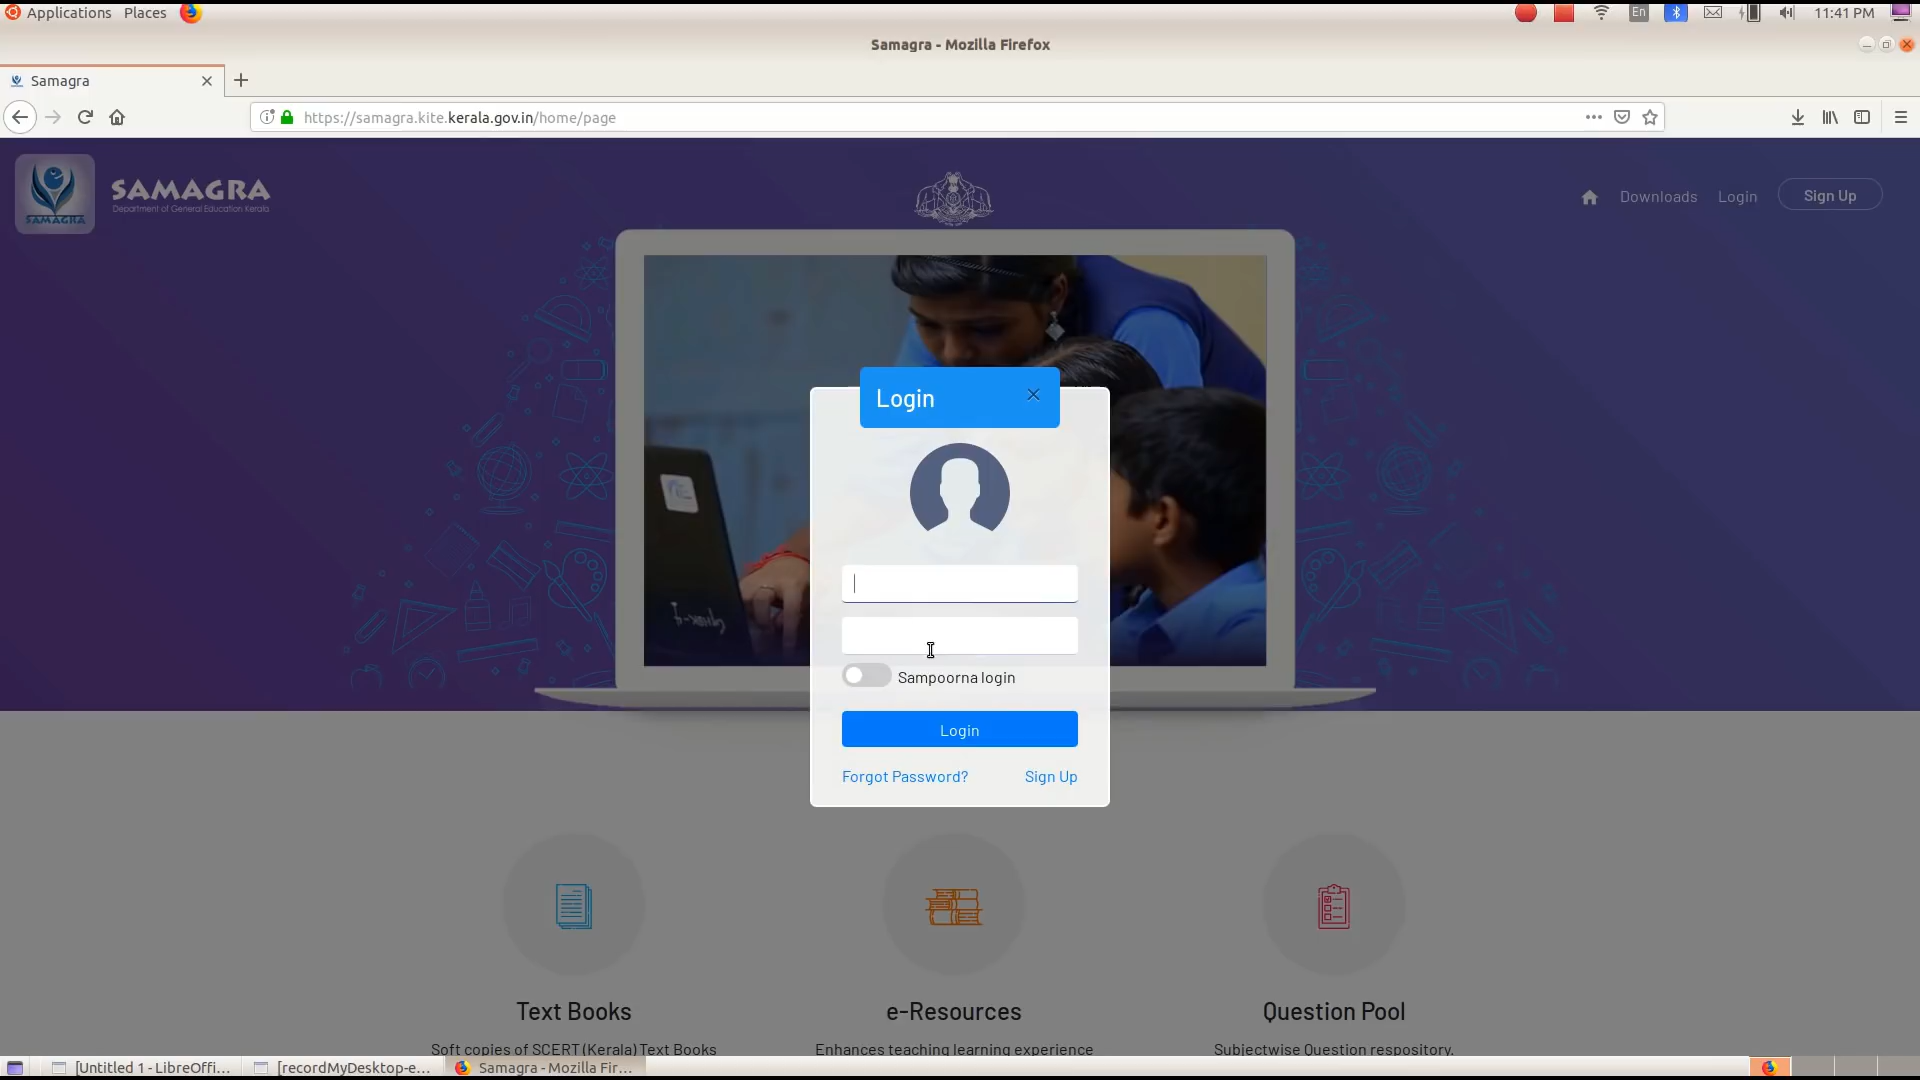 Applications Places
En
11:41 PM
Samagra - Mozilla Firefox
Samagra
https://samagra.kite.kerala.gov.in/home/page
SAMAGRA
Department of General Education Kerala
SAMAGRA
Downloads Login Sign Up
Login
Sampoorna login
Login
Forgot Password? Sign Up
Text Books e-Resources Question Pool
Soft copies of SCERT (Kerala) Text Books Enhances teaching learning experience Subjectwise Question respository.
[Untitled 1 - LibreOffi... [recordMyDesktop-e... Samagra - Mozilla Fir...